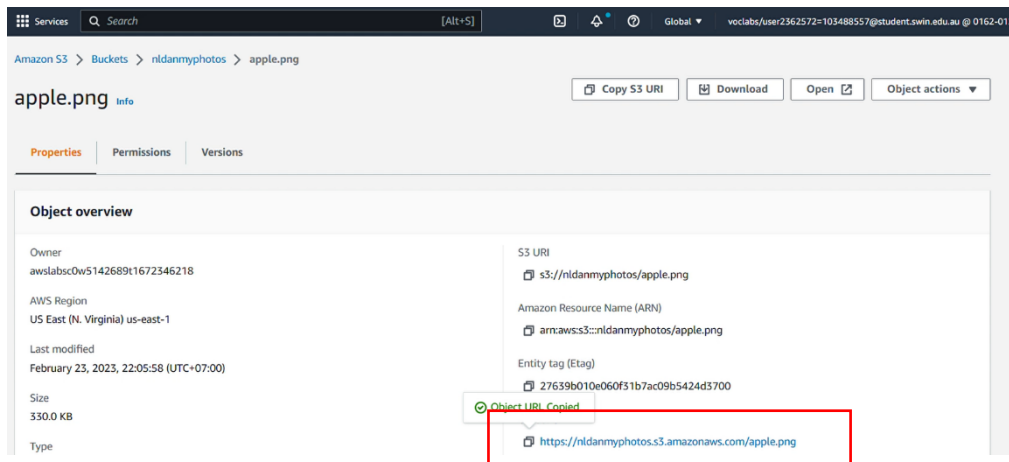 Services Search [Alt+S] Global ▼ voclabs/user2362572=103488557@student.swin.edu.au @ 0162-01
Amazon S3 > Buckets > nldanmyphotos > apple.png
apple.png Info
Copy S3 URI Download Open Object actions ▼
Properties Permissions Versions
Object overview
Owner
awslabsc0w5142689t1672346218
AWS Region
US East (N. Virginia) us-east-1
Last modified
February 23, 2023, 22:05:58 (UTC+07:00)
Size
330.0 KB
Type
S3 URI
s3://nldanmyphotos/apple.png
Amazon Resource Name (ARN)
arn:aws:s3:::nldanmyphotos/apple.png
Entity tag (Etag)
27639b010e060f31b7ac09b5424d3700
Object URL Copied
https://nldanmyphotos.s3.amazonaws.com/apple.png